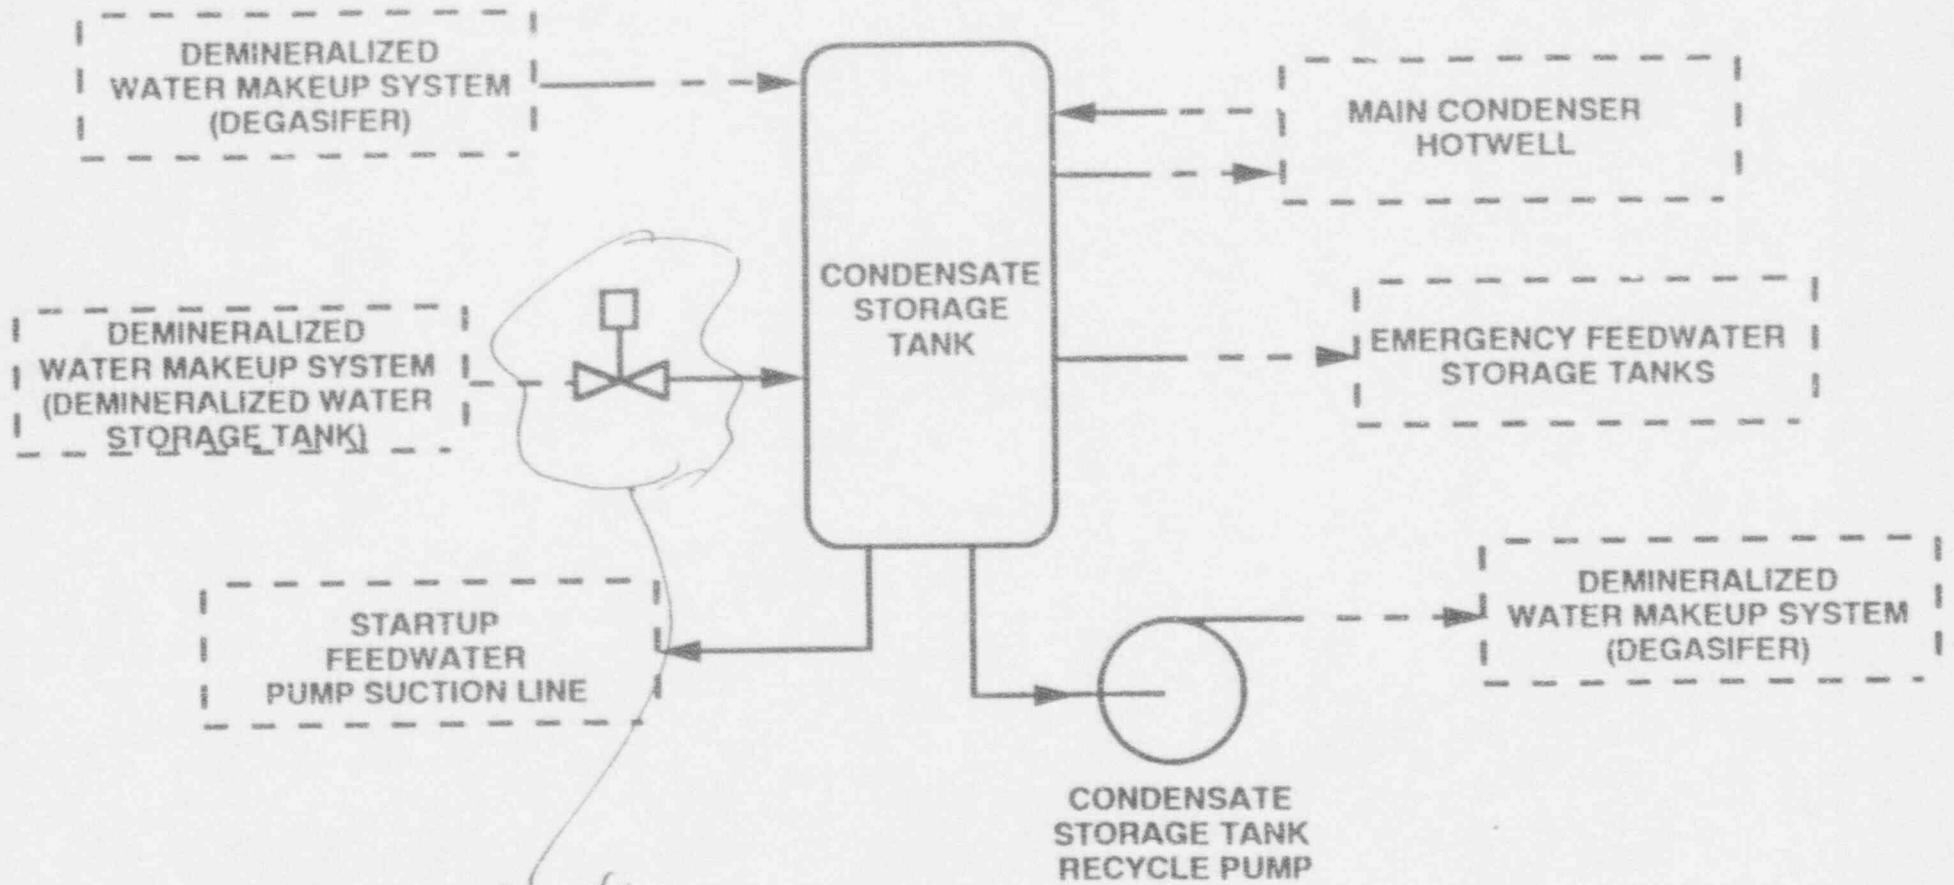 DEMINERALIZED
WATER MAKEUP SYSTEM
(DEGASIFER)
MAIN CONDENSER
HOTWELL
CONDENSATE
STORAGE
TANK
DEMINERALIZED
WATER MAKEUP SYSTEM
(DEMINERALIZED WATER
STORAGE TANK)
EMERGENCY FEEDWATER
STORAGE TANKS
STARTUP
FEEDWATER
PUMP SUCTION LINE
DEMINERALIZED
WATER MAKEUP SYSTEM
(DEGASIFER)
CONDENSATE
STORAGE TANK
RECYCLE PUMP